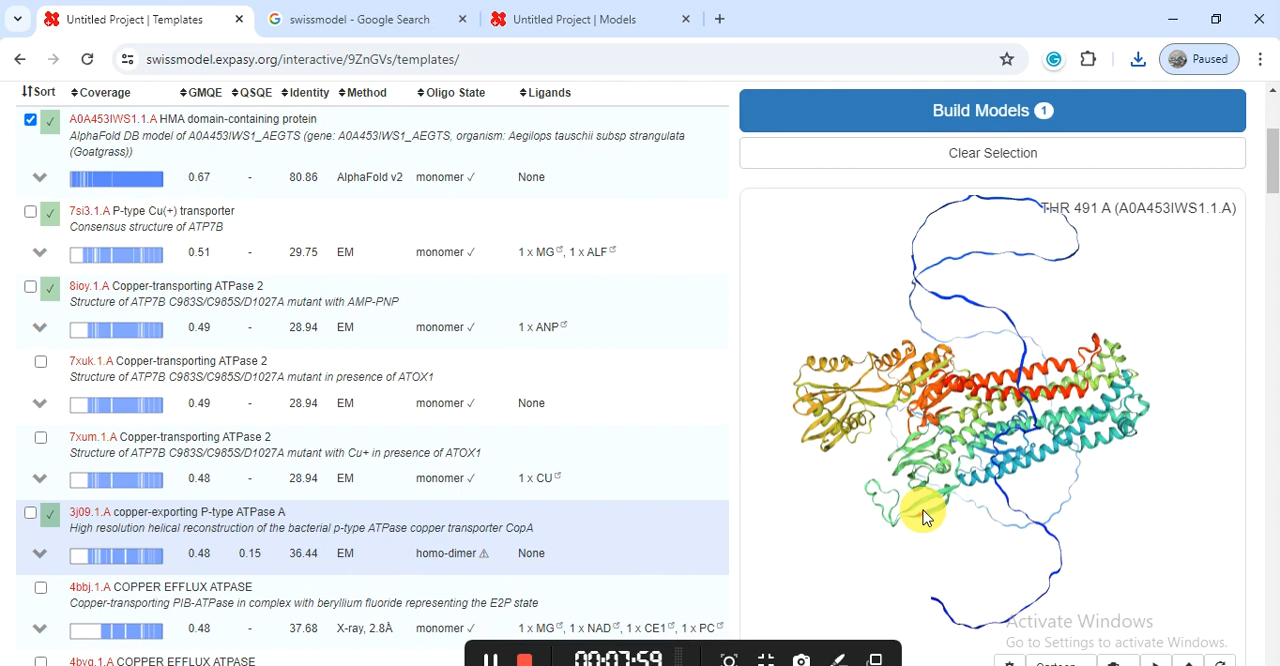 Untitled Project | Templates
swissmodel - Google Search
Untitled Project | Models
swissmodel.expasy.org/interactive/9ZnGVs/templates/
Paused
Sort Coverage GMQE QSQE Identity Method Oligo State Ligands
A0A453IWS1.1.A HMA domain-containing protein
AlphaFold DB model of A0A453IWS1_AEGTS (gene: A0A453IWS1_AEGTS, organism: Aegilops tauschii subsp strangulata
(Goatgrass))
0.67 - 80.86 AlphaFold v2 monomer ✓ None
7si3.1.A P-type Cu(+) transporter
Consensus structure of ATP7B
0.51 - 29.75 EM monomer ✓ 1 x MG, 1 x ALF
8ioy.1.A Copper-transporting ATPase 2
Structure of ATP7B C983S/C985S/D1027A mutant with AMP-PNP
0.49 - 28.94 EM monomer ✓ 1 x ANP
7xuk.1.A Copper-transporting ATPase 2
Structure of ATP7B C983S/C985S/D1027A mutant in presence of ATOX1
0.49 - 28.94 EM monomer ✓ None
7xum.1.A Copper-transporting ATPase 2
Structure of ATP7B C983S/C985S/D1027A mutant with Cu+ in presence of ATOX1
0.48 - 28.94 EM monomer ✓ 1 x CU
3j09.1.A copper-exporting P-type ATPase A
High resolution helical reconstruction of the bacterial p-type ATPase copper transporter CopA
0.48 0.15 36.44 EM homo-dimer ⚠ None
4bbj.1.A COPPER EFFLUX ATPASE
Copper-transporting PIB-ATPase in complex with beryllium fluoride representing the E2P state
0.48 - 37.68 X-ray, 2.8Å monomer ✓ 1 x MG, 1 x NAD, 1 x CE1, 1 x PC
COPPER EFFLUX ATPASE
Build Models 1
Clear Selection
THR 491 A (A0A453IWS1.1.A)
Activate Windows
Go to Settings to activate Windows.
00:07:59